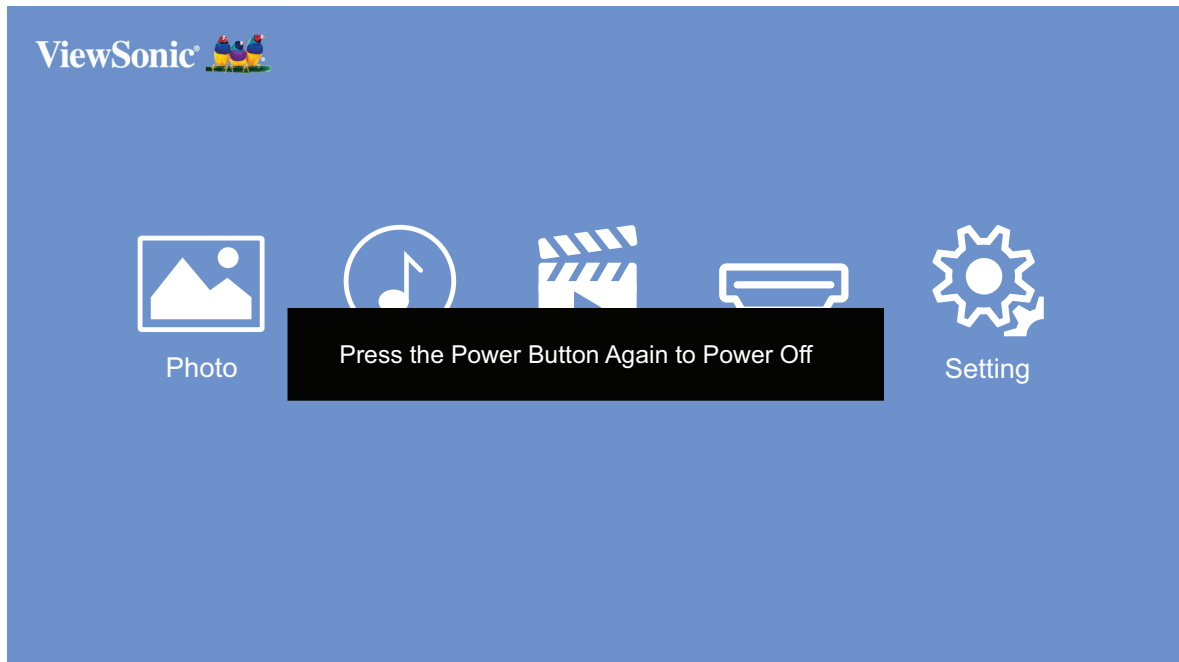 ViewSonic®
Photo
Press the Power Button Again to Power Off
Setting